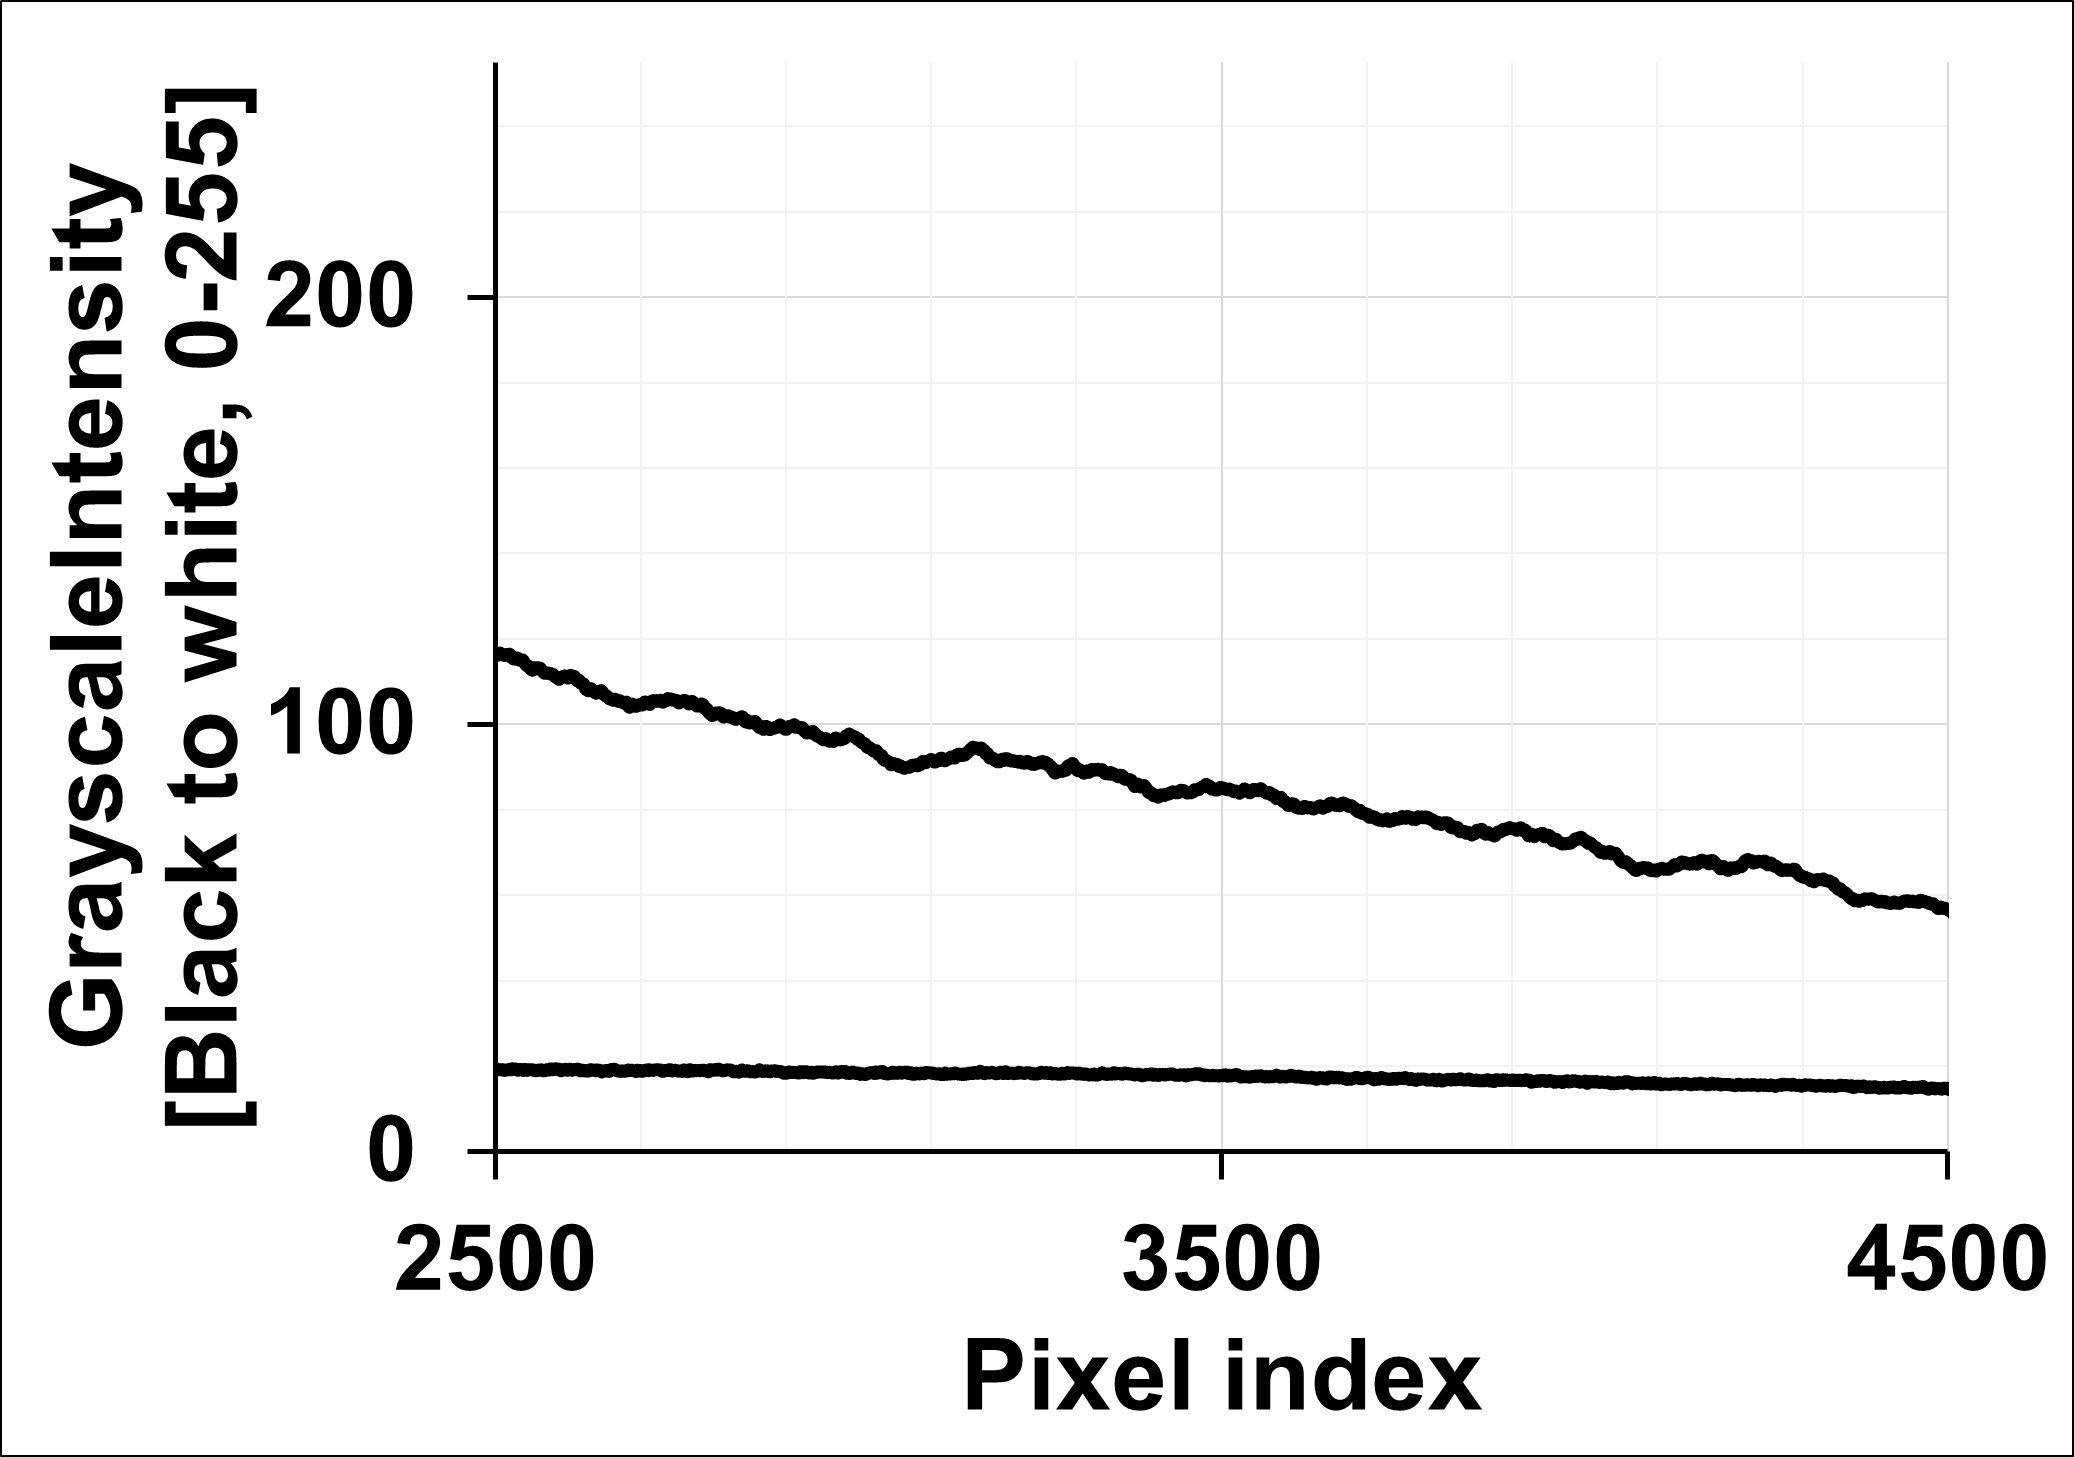 GrayscaleIntensity
[Black to white, 0-255]
200
100
0
2500
3500
4500
Pixel index